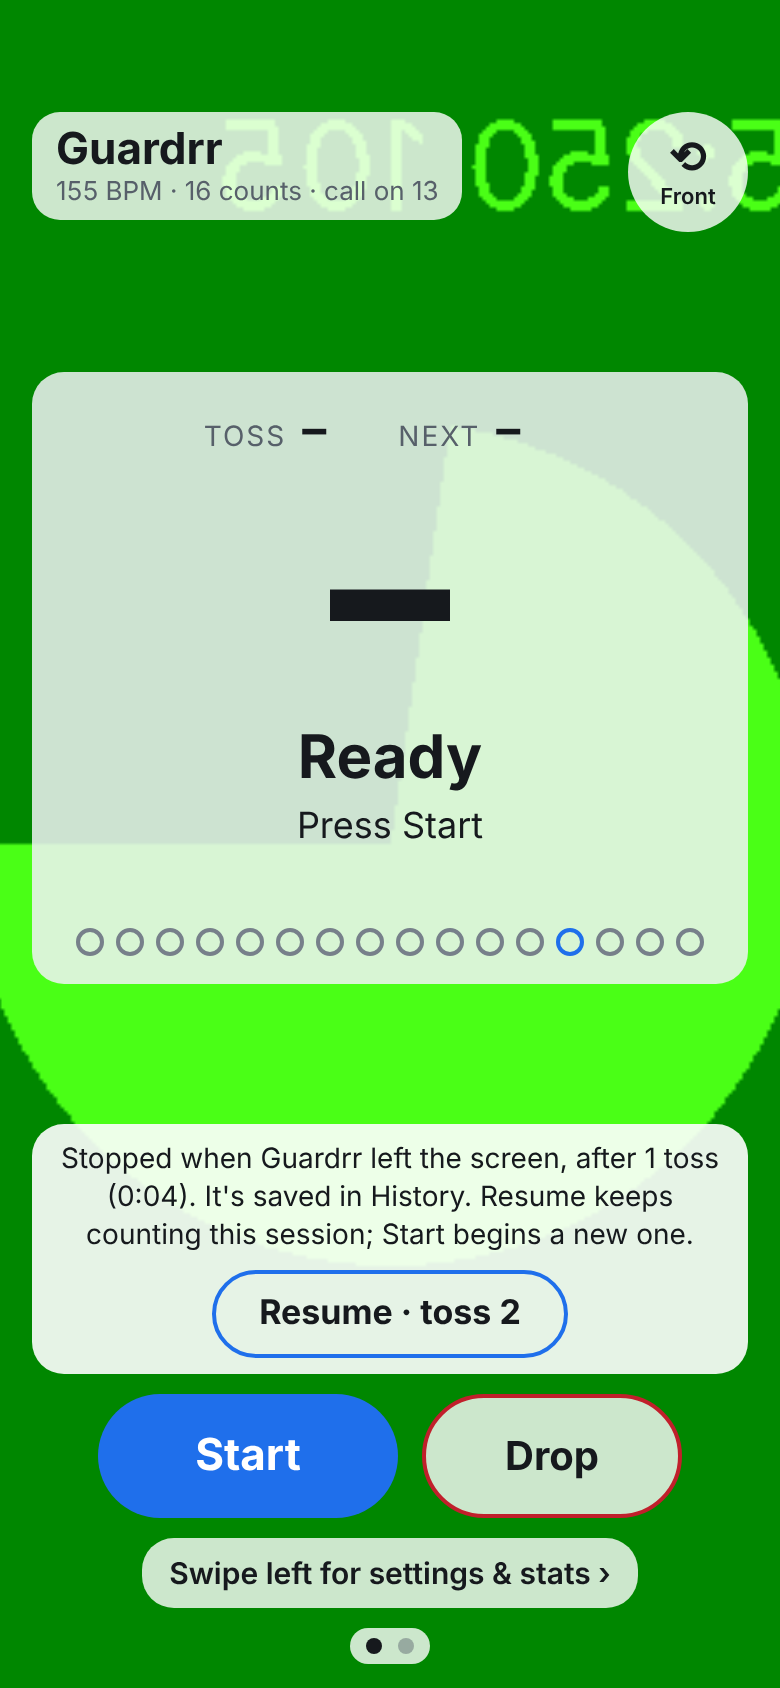 Guardrr
155 BPM · 16 counts · call on 13
Front
TOSS – NEXT –
–
Ready
Press Start
Stopped when Guardrr left the screen, after 1 toss
(0:04). It's saved in History. Resume keeps
counting this session; Start begins a new one.
Resume · toss 2
Start
Drop
Swipe left for settings & stats ›